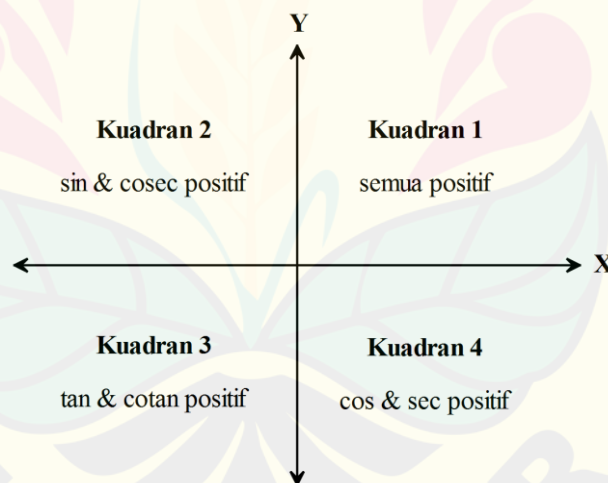 Y
Kuadran 2
sin & cosec positif
Kuadran 1
semua positif
X
Kuadran 3
tan & cotan positif
Kuadran 4
cos & sec positif